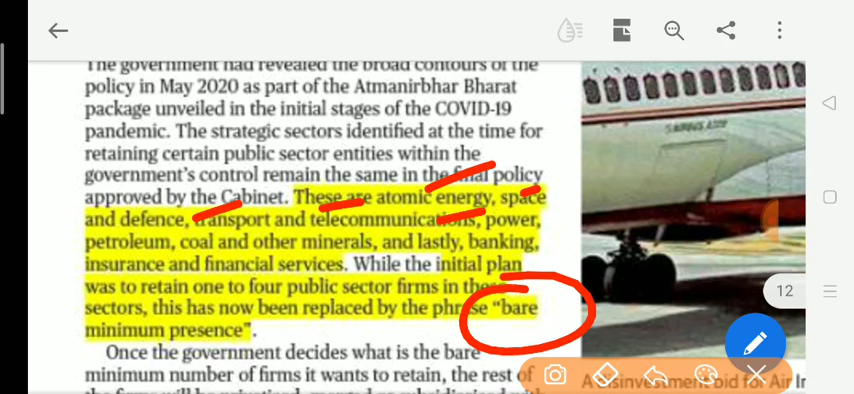 The government had revealed the broad contours of the
policy in May 2020 as part of the Atmanirbhar Bharat
package unveiled in the initial stages of the COVID-19
pandemic. The strategic sectors identified at the time for
retaining certain public sector entities within the
government's control remain the same in the final policy
approved by the Cabinet. These are atomic energy, space
and defence, transport and telecommunications, power,
petroleum, coal and other minerals, and lastly, banking,
insurance and financial services. While the initial plan
was to retain one to four public sector firms in these
sectors, this has now been replaced by the phrase “bare
minimum presence”.
Once the government decides what is the bare
minimum number of firms it wants to retain, the rest of
A disinvestment bid for Air In
12